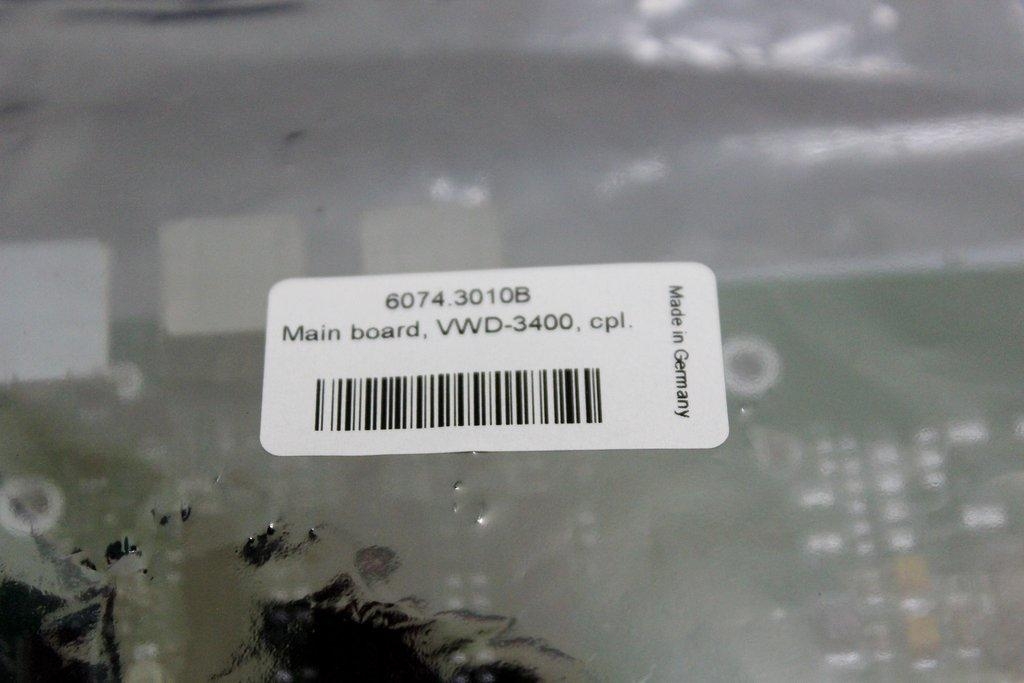 6074.3010B
Main board, VWD-3400, cpl.
Made in Germany